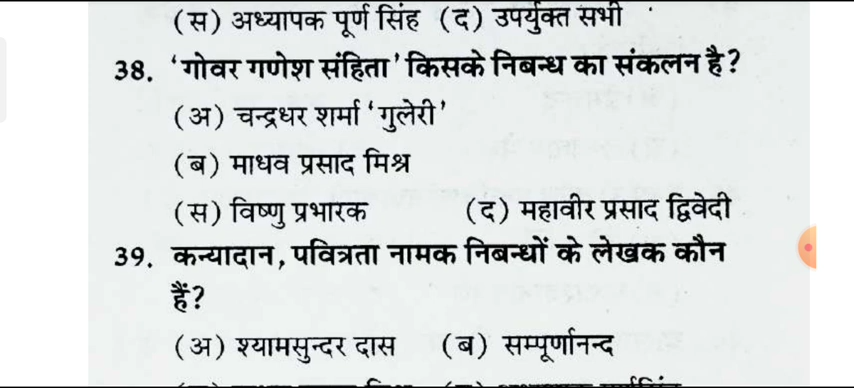 (स) अध्यापक पूर्ण सिंह (द) उपर्युक्त सभी
38. 'गोवर गणेश संहिता' किसके निबन्ध का संकलन है?
(अ) चन्द्रधर शर्मा 'गुलेरी'
(ब) माधव प्रसाद मिश्र
(स) विष्णु प्रभारक (द) महावीर प्रसाद द्विवेदी
39. कन्यादान, पवित्रता नामक निबन्धों के लेखक कौन
हैं?
(अ) श्यामसुन्दर दास (ब) सम्पूर्णानन्द